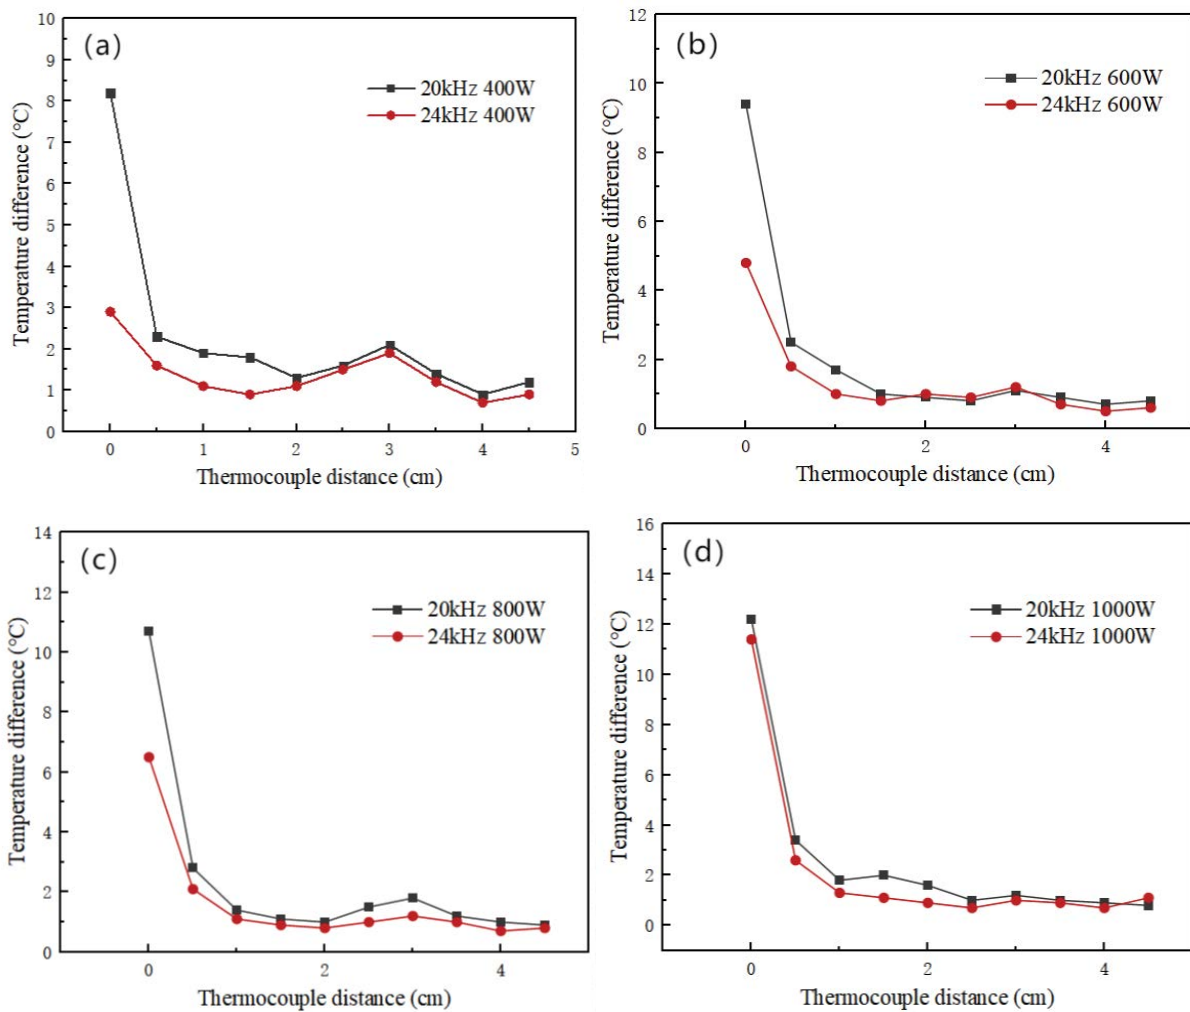 (a)
20kHz 400W
24kHz 400W
Temperature difference (℃)
10
9
8
7
6
5
4
3
2
1
0
0 1 2 3 4 5
Thermocouple distance (cm)
(b)
20kHz 600W
24kHz 600W
Temperature difference (℃)
12
10
8
6
4
2
0
0 2 4
Thermocouple distance (cm)
(c)
20kHz 800W
24kHz 800W
Temperature difference (℃)
14
12
10
8
6
4
2
0
0 2 4
Thermocouple distance (cm)
(d)
20kHz 1000W
24kHz 1000W
Temperature difference (℃)
16
14
12
10
8
6
4
2
0
0 2 4
Thermocouple distance (cm)